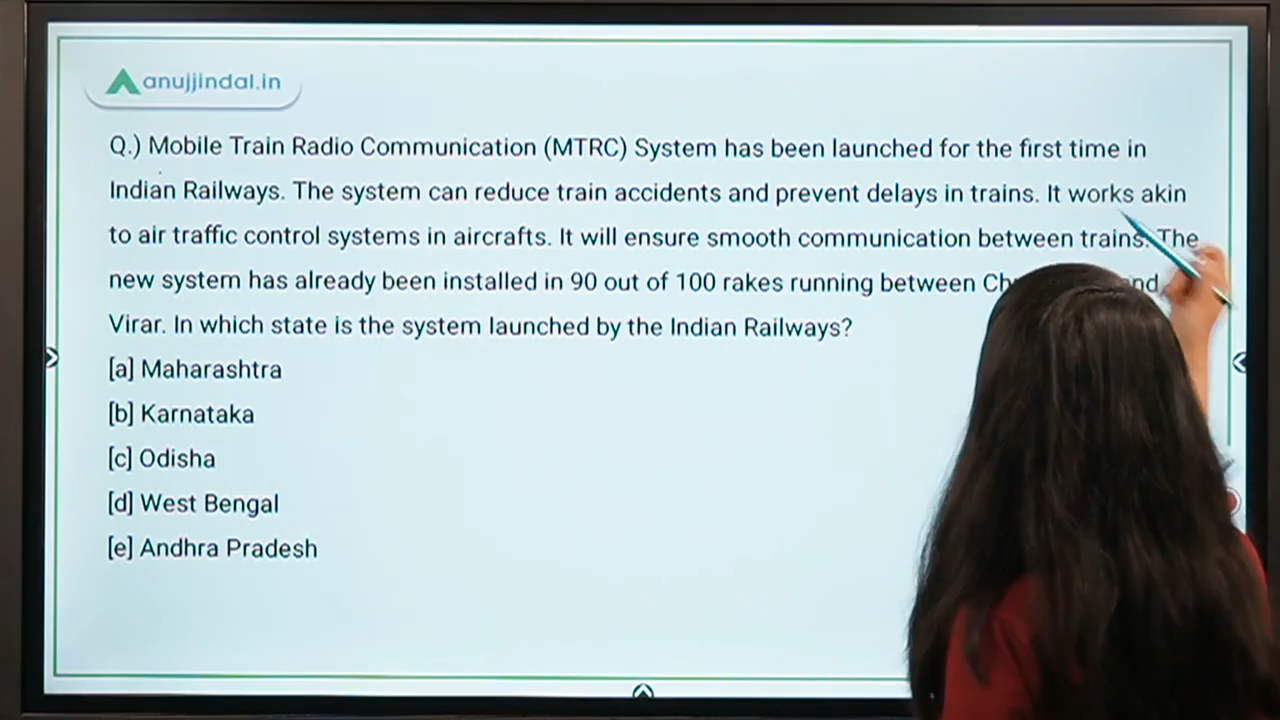 anujjindal.in
Q.) Mobile Train Radio Communication (MTRC) System has been launched for the first time in
Indian Railways. The system can reduce train accidents and prevent delays in trains. It works akin
to air traffic control systems in aircrafts. It will ensure smooth communication between trains. The
new system has already been installed in 90 out of 100 rakes running between
Virar. In which state is the system launched by the Indian Railways?
[a] Maharashtra
[b] Karnataka
[c] Odisha
[d] West Bengal
[e] Andhra Pradesh